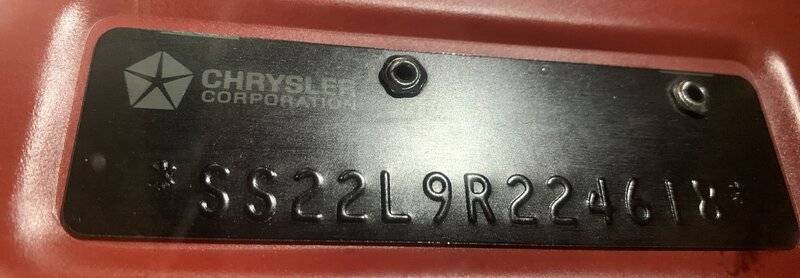 CHRYSLER
CORPORATION
*SS22L9R224618*